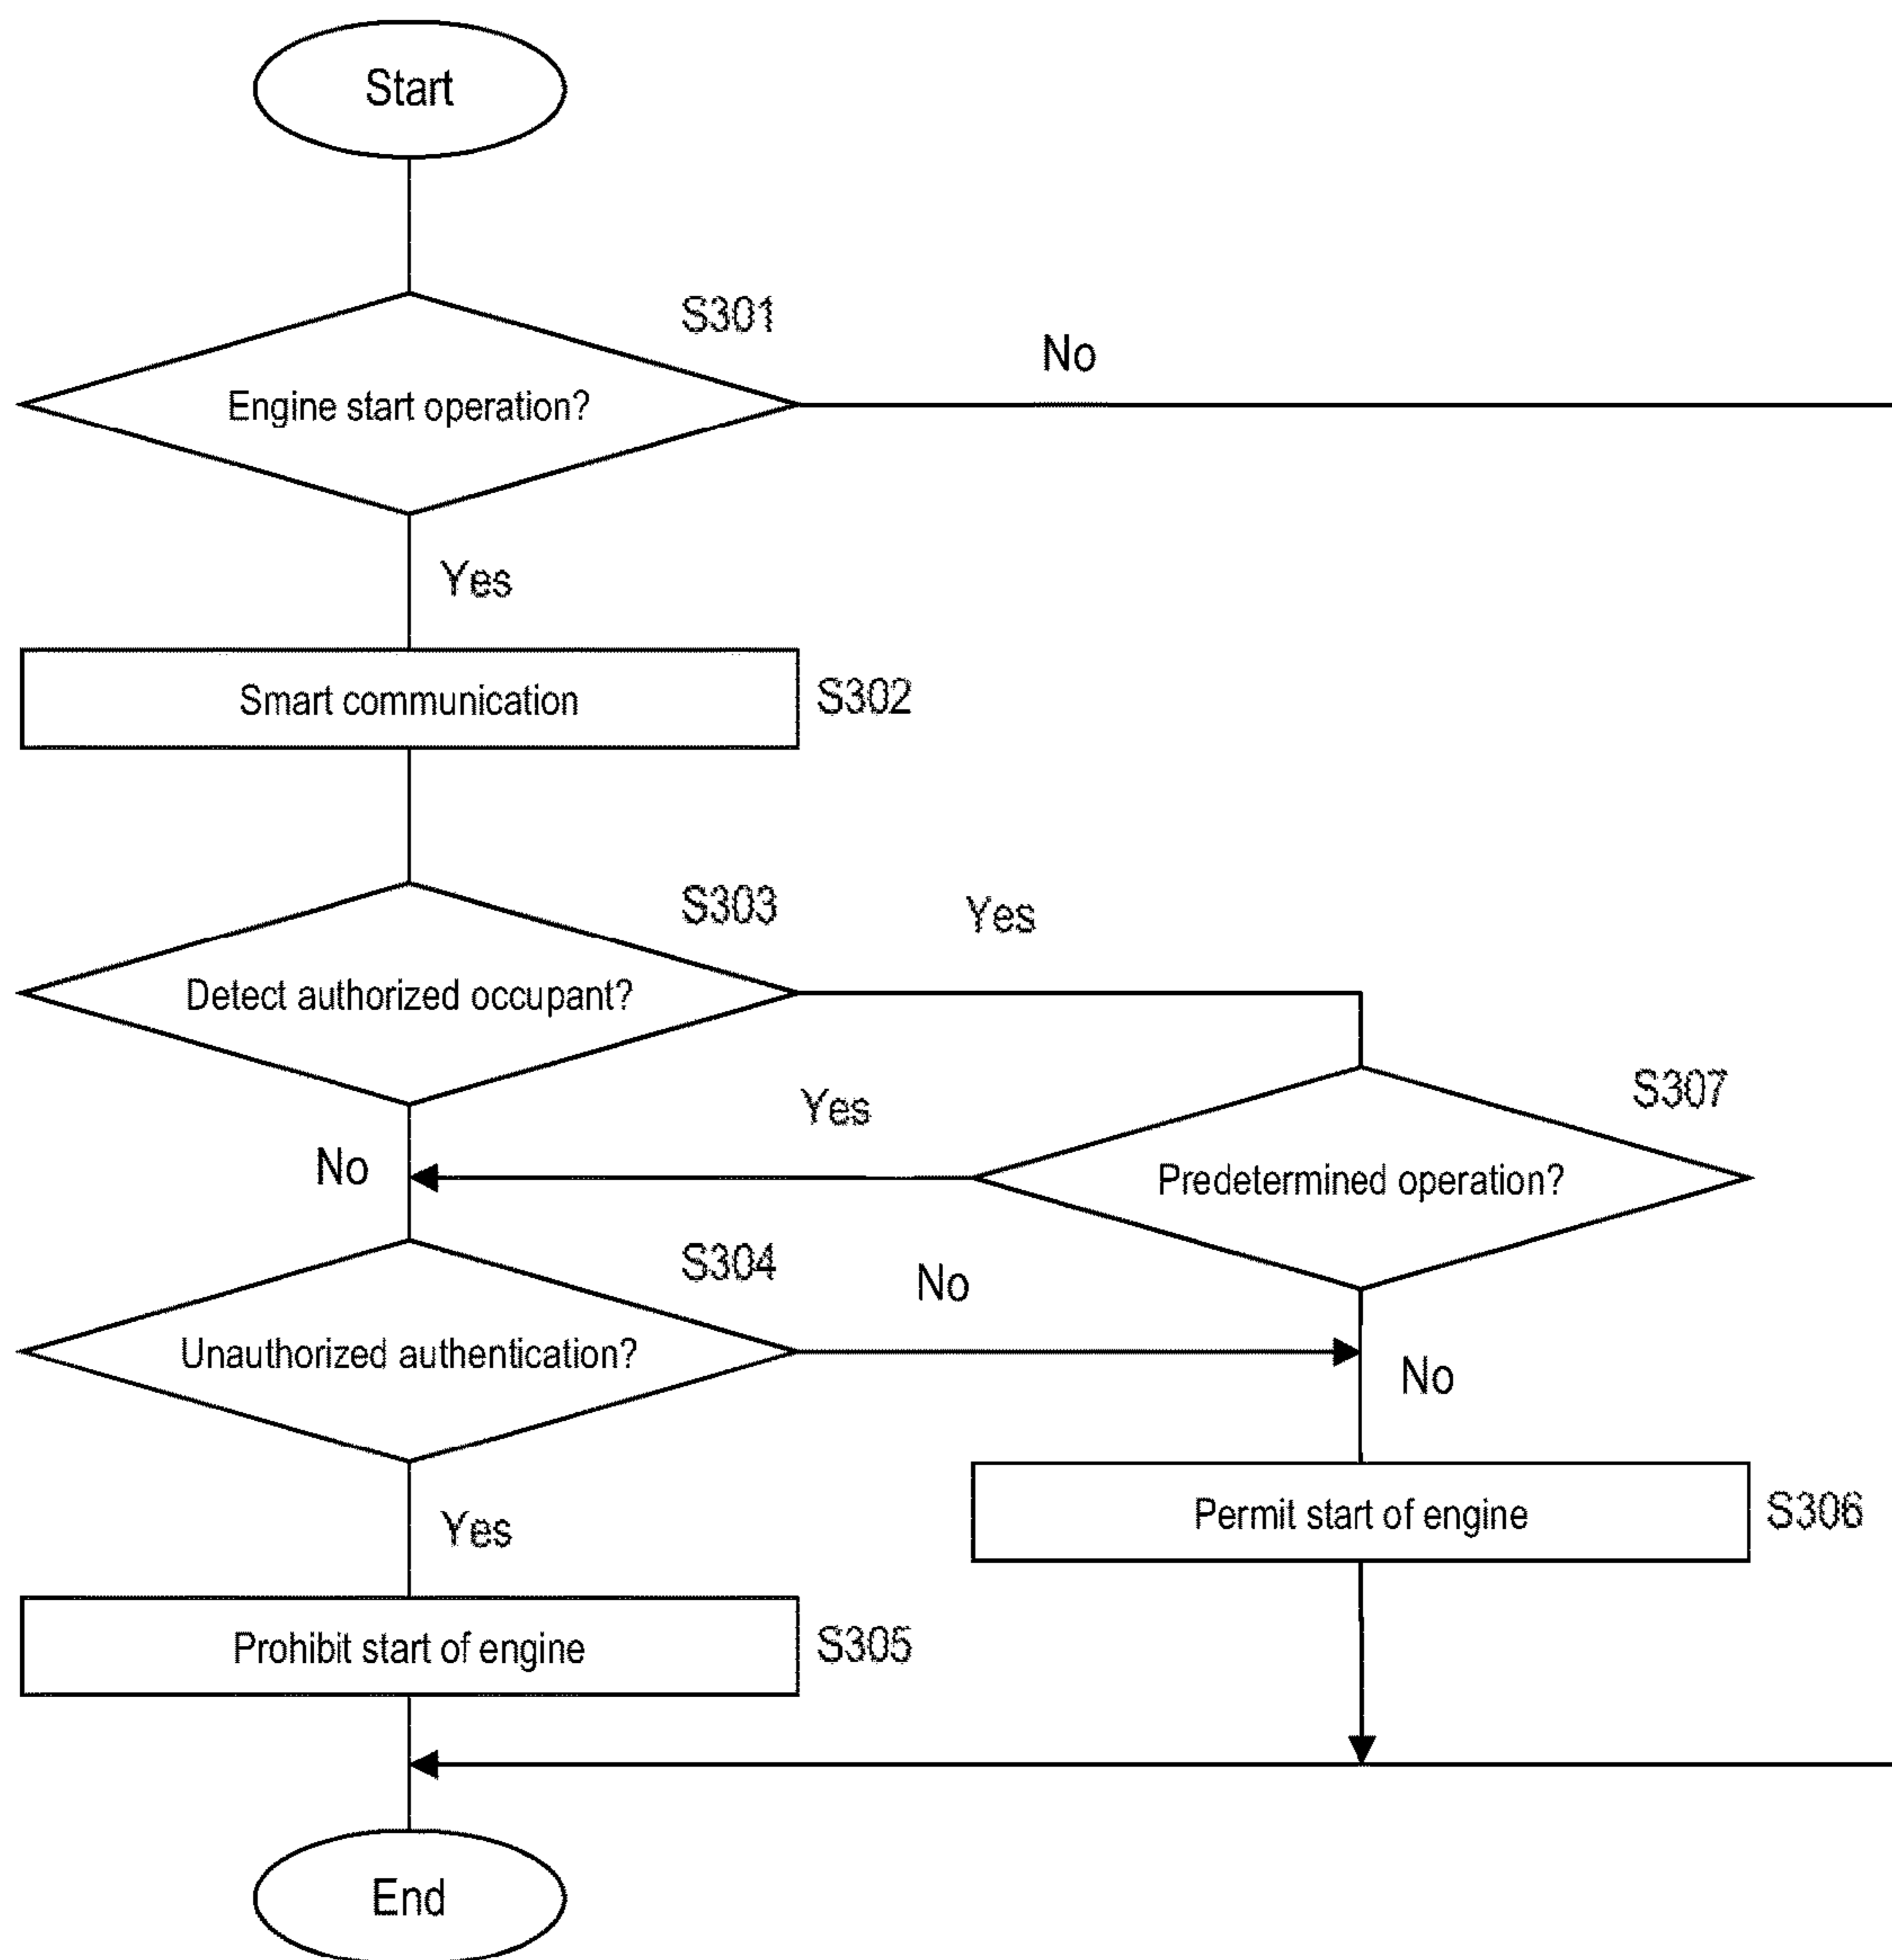 Start
S301
No
Engine start operation?
Yes
Smart communication
S302
S303
Yes
Detect authorized occupant?
Yes
S307
No
Predetermined operation?
S304
No
Unauthorized authentication?
No
Yes
Permit start of engine
S306
Prohibit start of engine
S305
End